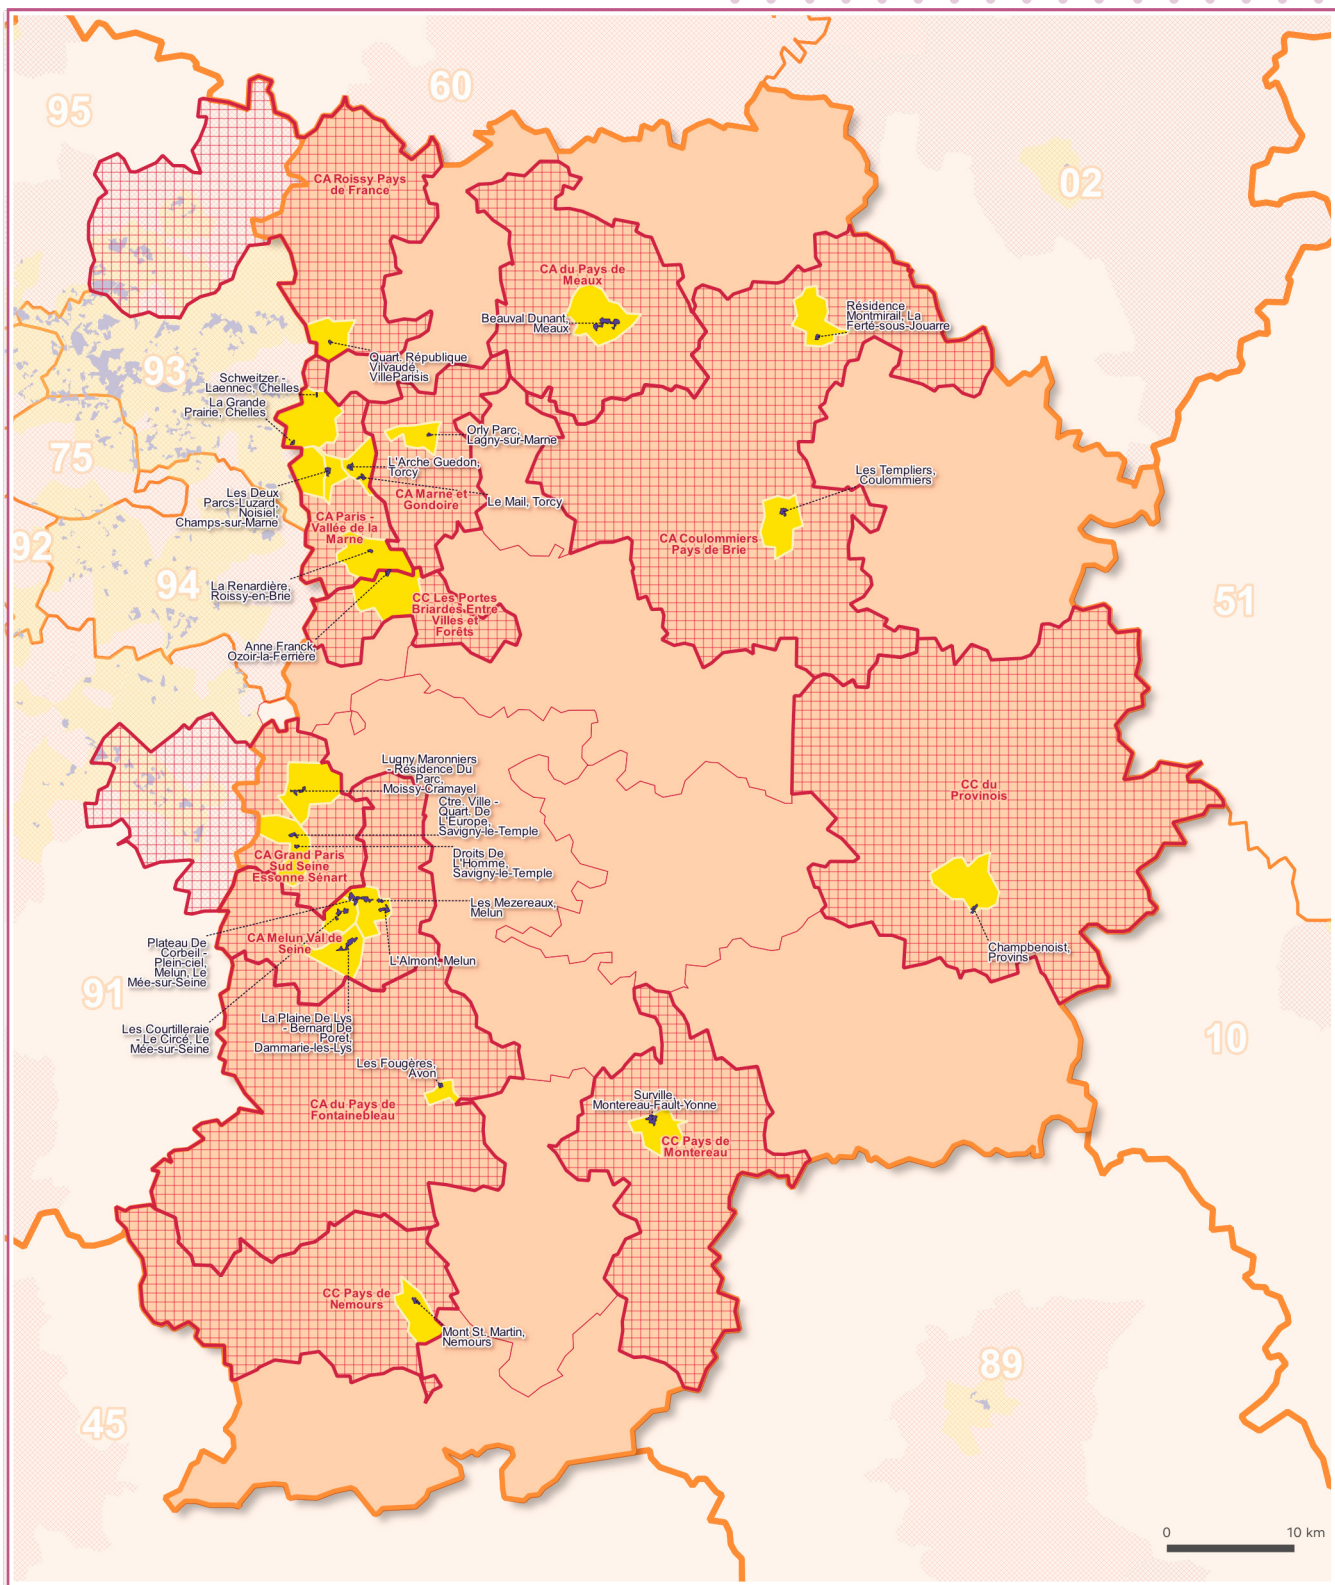 60
95
CA Roissy Pays
de France
02
CA du Pays de
Meaux
Beauval Dunant,
Meaux
Résidence
Montmirail, La
Ferté-sous-Jouarre
Quart. République
Vilvaudé,
VilleParisis
93
Schweitzer -
Laennec, Chelles
La Grande
Prairie, Chelles
Orly Parc,
Lagny-sur-Marne
75
L'Arche Guedon,
Torcy
Les Templiers,
Coulommiers
Les Deux
Parcs-Luzard,
Noisiel,
Champs-sur-Marne
CA Marne et
Gondoire
Le Mail, Torcy
CA Paris -
Vallée de la
Marne
92
CA Coulommiers
Pays de Brie
94
La Renardière,
Roissy-en-Brie
CC Les Portes
Briardes Entre
Villes et
Forêts
51
Anne Franck,
Ozoir-la-Ferrière
Lugny Maronniers
- Résidence Du
Parc,
Moissy-Cramayel
CC du
Provinois
Ctre. Ville -
Quart. De
L'Europe,
Savigny-le-Temple
CA Grand Paris
Sud Seine
Essonne Sénart
Droits De
L'Homme,
Savigny-le-Temple
Les Mezereaux,
Melun
CA Melun Val de
Seine
Plateau De
Corbeil -
Plein-ciel,
Melun, Le
Mée-sur-Seine
L'Almont, Melun
Champbenoist,
Provins
91
La Plaine De Lys
- Bernard De
Poret,
Dammarie-les-Lys
Les Courtilleraie
- Le Circé, Le
Mée-sur-Seine
10
Les Fougères,
Avon
CA du Pays de
Fontainebleau
Surville,
Montereau-Fault-Yonne
CC Pays de
Montereau
CC Pays de
Nemours
Mont St. Martin,
Nemours
89
45
0 10 km